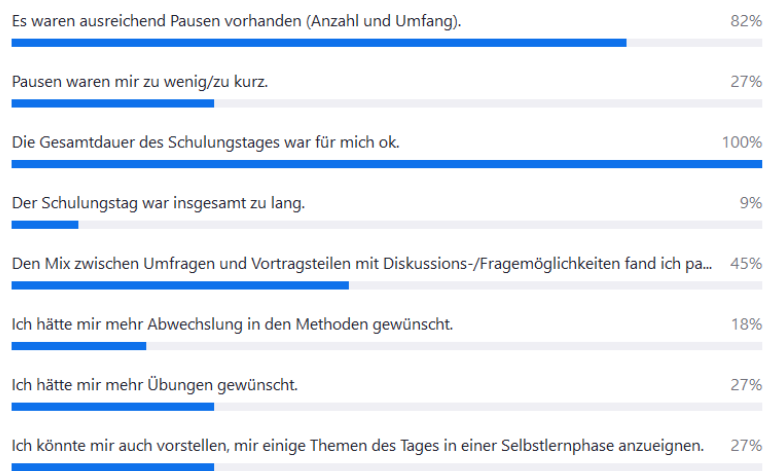 Es waren ausreichend Pausen vorhanden (Anzahl und Umfang). 82%
Pausen waren mir zu wenig/zu kurz. 27%
Die Gesamtdauer des Schulungstages war für mich ok. 100%
Der Schulungstag war insgesamt zu lang. 9%
Den Mix zwischen Umfragen und Vortragsteilen mit Diskussions-/Fragemöglichkeiten fand ich pa... 45%
Ich hätte mir mehr Abwechslung in den Methoden gewünscht. 18%
Ich hätte mir mehr Übungen gewünscht. 27%
Ich könnte mir auch vorstellen, mir einige Themen des Tages in einer Selbstlernphase anzueignen. 27%